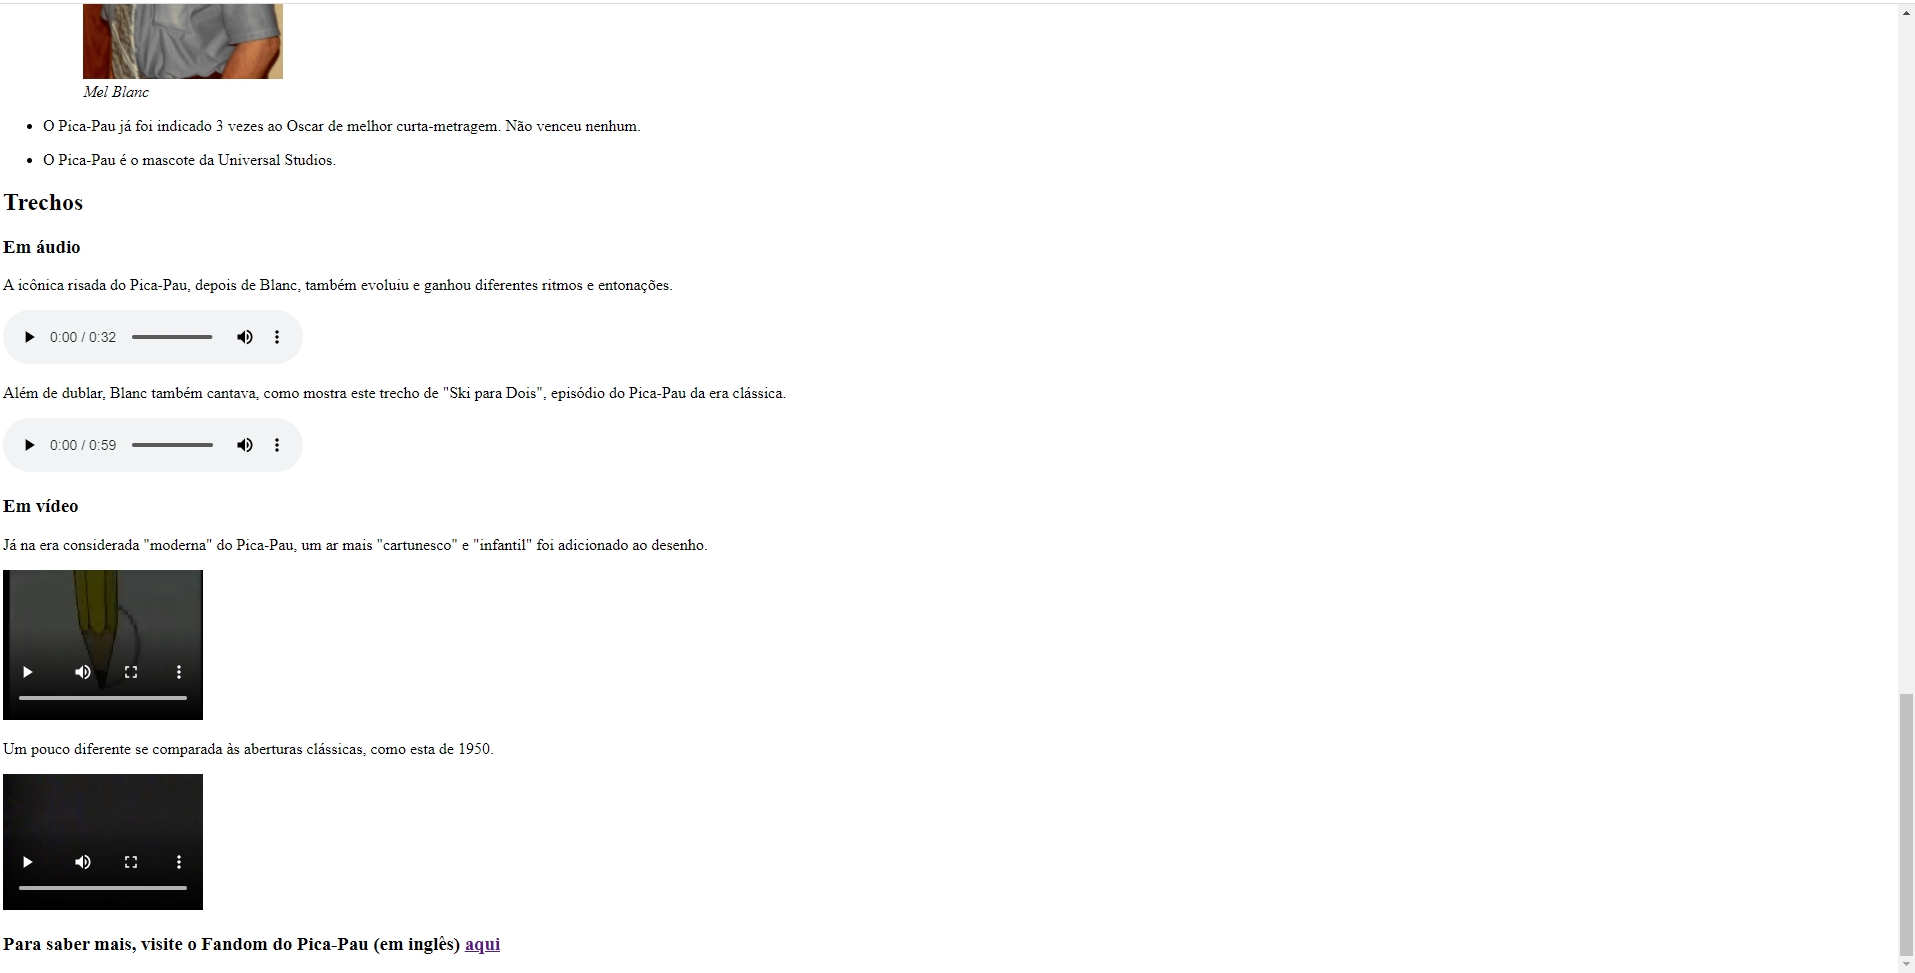 Mel Blanc
O Pica-Pau já foi indicado 3 vezes ao Oscar de melhor curta-metragem. Não venceu nenhum.
O Pica-Pau é o mascote da Universal Studios.
Trechos
Em áudio
A icônica risada do Pica-Pau, depois de Blanc, também evoluiu e ganhou diferentes ritmos e entonações.
0:00 / 0:32
Além de dublar, Blanc também cantava, como mostra este trecho de "Ski para Dois", episódio do Pica-Pau da era clássica.
0:00 / 0:59
Em vídeo
Já na era considerada "moderna" do Pica-Pau, um ar mais "cartunesco" e "infantil" foi adicionado ao desenho.
Um pouco diferente se comparada às aberturas clássicas, como esta de 1950.
Para saber mais, visite o Fandom do Pica-Pau (em inglês) aqui